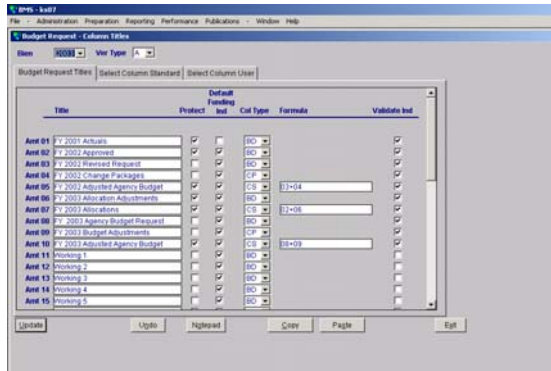 BMS - ks07
File - Administration Preparation Reporting Performance Publications - Window Help
Budget Request - Column Titles
Bien Ver Type A
Budget Request Titles Select Column Standard Select Column User
Default
Funding
Title Protect Ind Col Type Formula Validate Ind
Amt 01 FY 2001 Actuals BD
Amt 02 FY 2002 Approved BD
Amt 03 FY 2002 Revised Request BD
Amt 04 FY 2002 Change Packages CP
Amt 05 FY 2002 Adjusted Agency Budget CS 03+04
Amt 06 FY 2003 Allocation Adjustments BD
Amt 07 FY 2003 Allocations CS 02+06
Amt 08 FY 2003 Agency Budget Request BD
Amt 09 FY 2003 Budget Adjustments CP
Amt 10 FY 2003 Adjusted Agency Budget CS 08+09
Amt 11 Working 1 BD
Amt 12 Working 2 BD
Amt 13 Working 3 BD
Amt 14 Working 4 BD
Amt 15 Working 5 BD
Update Undo Notepad Copy Paste Exit